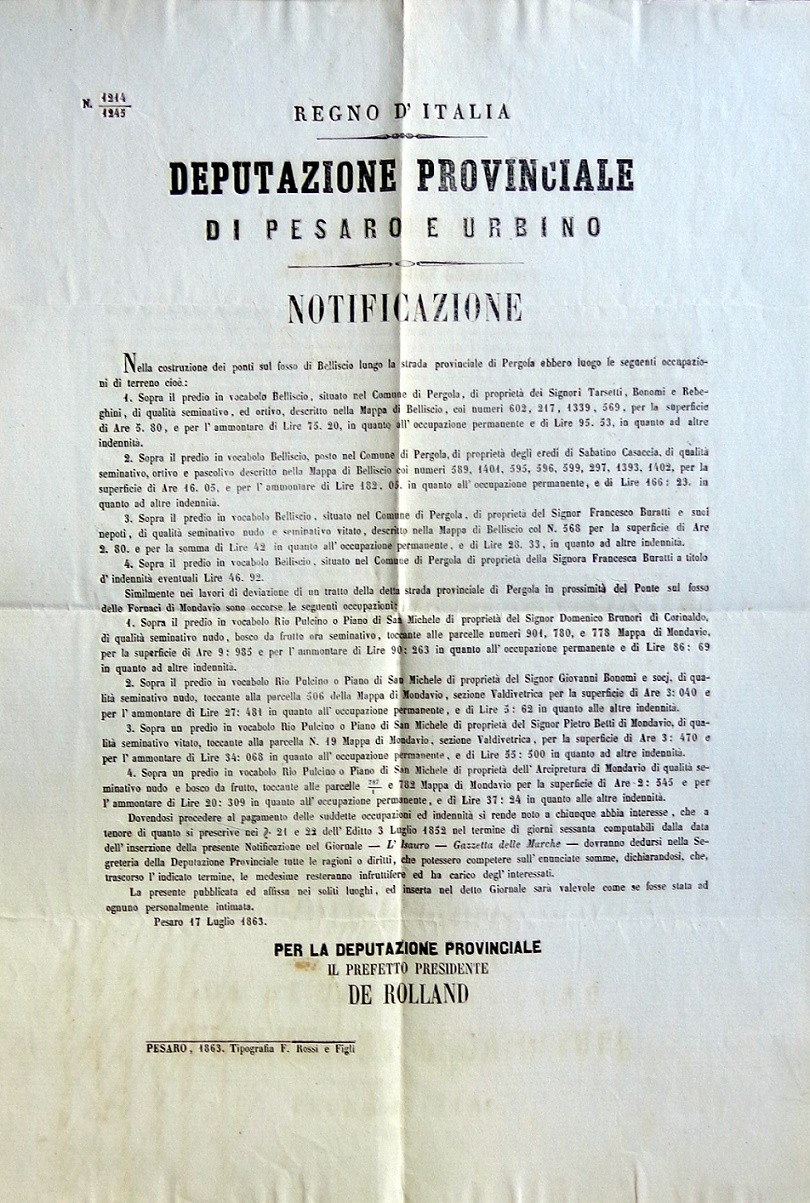 N. 1214/1245
REGNO D' ITALIA
DEPUTAZIONE PROVINCIALE
DI PESARO E URBINO
NOTIFICAZIONE
Nella costruzione dei ponti sul fosso di Belliscio lungo la strada provinciale di Pergola ebbero luogo le seguenti occupazio-
ni di terreno cioè.:
1. Sopra il predio in vocabolo Belliscio, situato nel Comune di Pergola, di proprietà dei Signori Tarsetti, Bonomi e Rebe-
ghini, di qualità seminativo, ed ortivo, descritto nella Mappa di Belliscio, coi numeri 602, 217, 1339, 569, per la superficie
di Are 5. 80, e per l' ammontare di Lire 75. 20, in quanto all' occupazione permanente e di Lire 95. 53, in quanto ad altre
indennità.
2. Sopra il predio in vocabolo Belliscio, posto nel Comune di Pergola, di proprietà degli eredi di Sabatino Casaccia, di qualità
seminativo, ortivo e pascolivo descritto nella Mappa di Belliscio coi numeri 589, 1401, 595, 596, 599, 297, 1393, 1402, per la
superficie di Are 16. 05, e per l' ammontare di Lire 182. 05. in quanto all' occupazione permanente, e di Lire 166: 23. in
quanto ad altre indennità.
3. Sopra il predio in vocabolo Belliscio, situato nel Comune di Pergola, di proprietà del Signor Francesco Buratti e suoi
nepoti, di qualità seminativo nudo e seminativo vitato, descritto nella Mappa di Belliscio col N. 568 per la superficie di Are
2. 80. e per la somma di Lire 42 in quanto all' occupazione permanente, e di Lire 28. 33, in quanto ad altre indennità.
4. Sopra il predio in vocabolo Belliscio, situato nel Comune di Pergola di proprietà della Signora Francesca Buratti a titolo
d' indennità eventuali Lire 46. 92.
Similmente nei lavori di deviazione di un tratto della detta strada provinciale di Pergola in prossimità del Ponte sul fosso
delle Fornaci di Mondavio sono occorse le seguenti occupazioni:
1. Sopra il predio in vocabolo Rio Pulcino o Piano di San Michele di proprietà del Signor Domenico Brunori di Corinaldo,
di qualità seminativo nudo, bosco da frutto ora seminativo, toccante alle parcelle numeri 901, 780, e 778 Mappa di Mondavio,
per la superficie di Are 9: 985 e per l' ammontare di Lire 90: 263 in quanto all' occupazione permanente e di Lire 86: 69
in quanto ad altre indennità.
2. Sopra il predio in vocabolo Rio Pulcino o Piano di San Michele di proprietà del Signor Giovanni Bonomi e socj, di qua-
lità seminativo nudo, toccante alla parcella 506 della Mappa di Mondavio, sezione Valdivetrica per la superficie di Are 3: 040 e
per l' ammontare di Lire 27: 481 in quanto all' occupazione permanente, e di Lire 5: 62 in quanto alle altre indennità.
3. Sopra un predio in vocabolo Rio Pulcino o Piano di San Michele di proprietà del Signor Pietro Betti di Mondavio, di qua-
lità seminativo vitato, toccante alla parcella N. 19 Mappa di Mondavio, sezione Valdivetrica, per la superficie di Are 3: 470 e
per l' ammontare di Lire 34: 068 in quanto all' occupazione permanente, e di Lire 55: 500 in quanto ad altre indennità.
4. Sopra un predio in vocabolo Rio Pulcino o Piano di San Michele di proprietà dell' Arcipretura di Mondavio di qualità se-
minativo nudo e bosco da frutto, toccante alle parcelle e 782 Mappa di Mondavio per la superficie di Are 2: 545 e per
l' ammontare di Lire 20: 309 in quanto all' occupazione permanente, e di Lire 37: 24 in quanto alle altre indennità.
Dovendosi procedere al pagamento delle suddette occupazioni ed indennità si rende noto a chiunque abbia interesse, che a
tenore di quanto si prescrive nei §. 21 e 22 dell' Editto 3 Luglio 1852 nel termine di giorni sessanta computabili dalla data
dell' inserzione della presente Notificazione nel Giornale — L' Isauro — Gazzetta delle Marche — dovranno dedursi nella Se-
greteria della Deputazione Provinciale tutte le ragioni o diritti, che potessero competere sull' enunciate somme, dichiarandosi, che,
trascorso l' indicato termine, le medesime resteranno infruttifere ed ha carico degl' interessati.
La presente pubblicata ed affissa nei soliti luoghi, ed inserta nel detto Giornale sarà valevole come se fosse stata ad
ognuno personalmente intimata.
Pesaro 17 Luglio 1863.
PER LA DEPUTAZIONE PROVINCIALE
IL PREFETTO PRESIDENTE
DE ROLLAND
PESARO, 1863. Tipografia F. Rossi e Figli